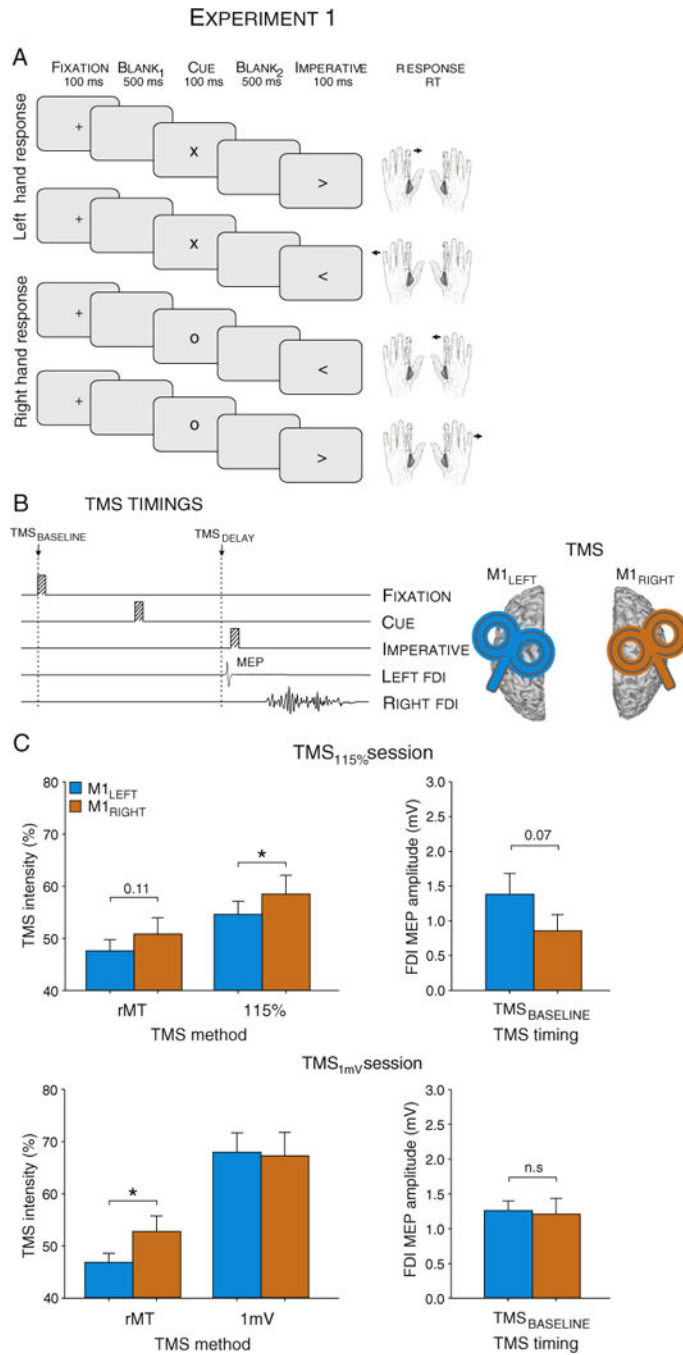 EXPERIMENT 1
A
FIXATION BLANK1 CUE BLANK2 IMPERATIVE RESPONSE
100 ms 500 ms 100 ms 500 ms 100 ms RT
Left hand response
+ x >
+ x <
Right hand response
+ o <
+ o >
B TMS TIMINGS
TMSBASELINE TMSDELAY
TMS
M1LEFT M1RIGHT
FIXATION
CUE
IMPERATIVE
MEP LEFT FDI
RIGHT FDI
C
TMS115% session
TMS intensity (%)
80
70
60
50
40
M1LEFT
M1RIGHT
0.11
*
rMT 115%
TMS method
FDI MEP amplitude (mV)
3.0
2.5
2.0
1.5
1.0
0.5
0.0
0.07
TMSBASELINE
TMS timing
TMS1mV session
TMS intensity (%)
80
70
60
50
40
*
rMT 1mV
TMS method
FDI MEP amplitude (mV)
3.0
2.5
2.0
1.5
1.0
0.5
0.0
n.s
TMSBASELINE
TMS timing